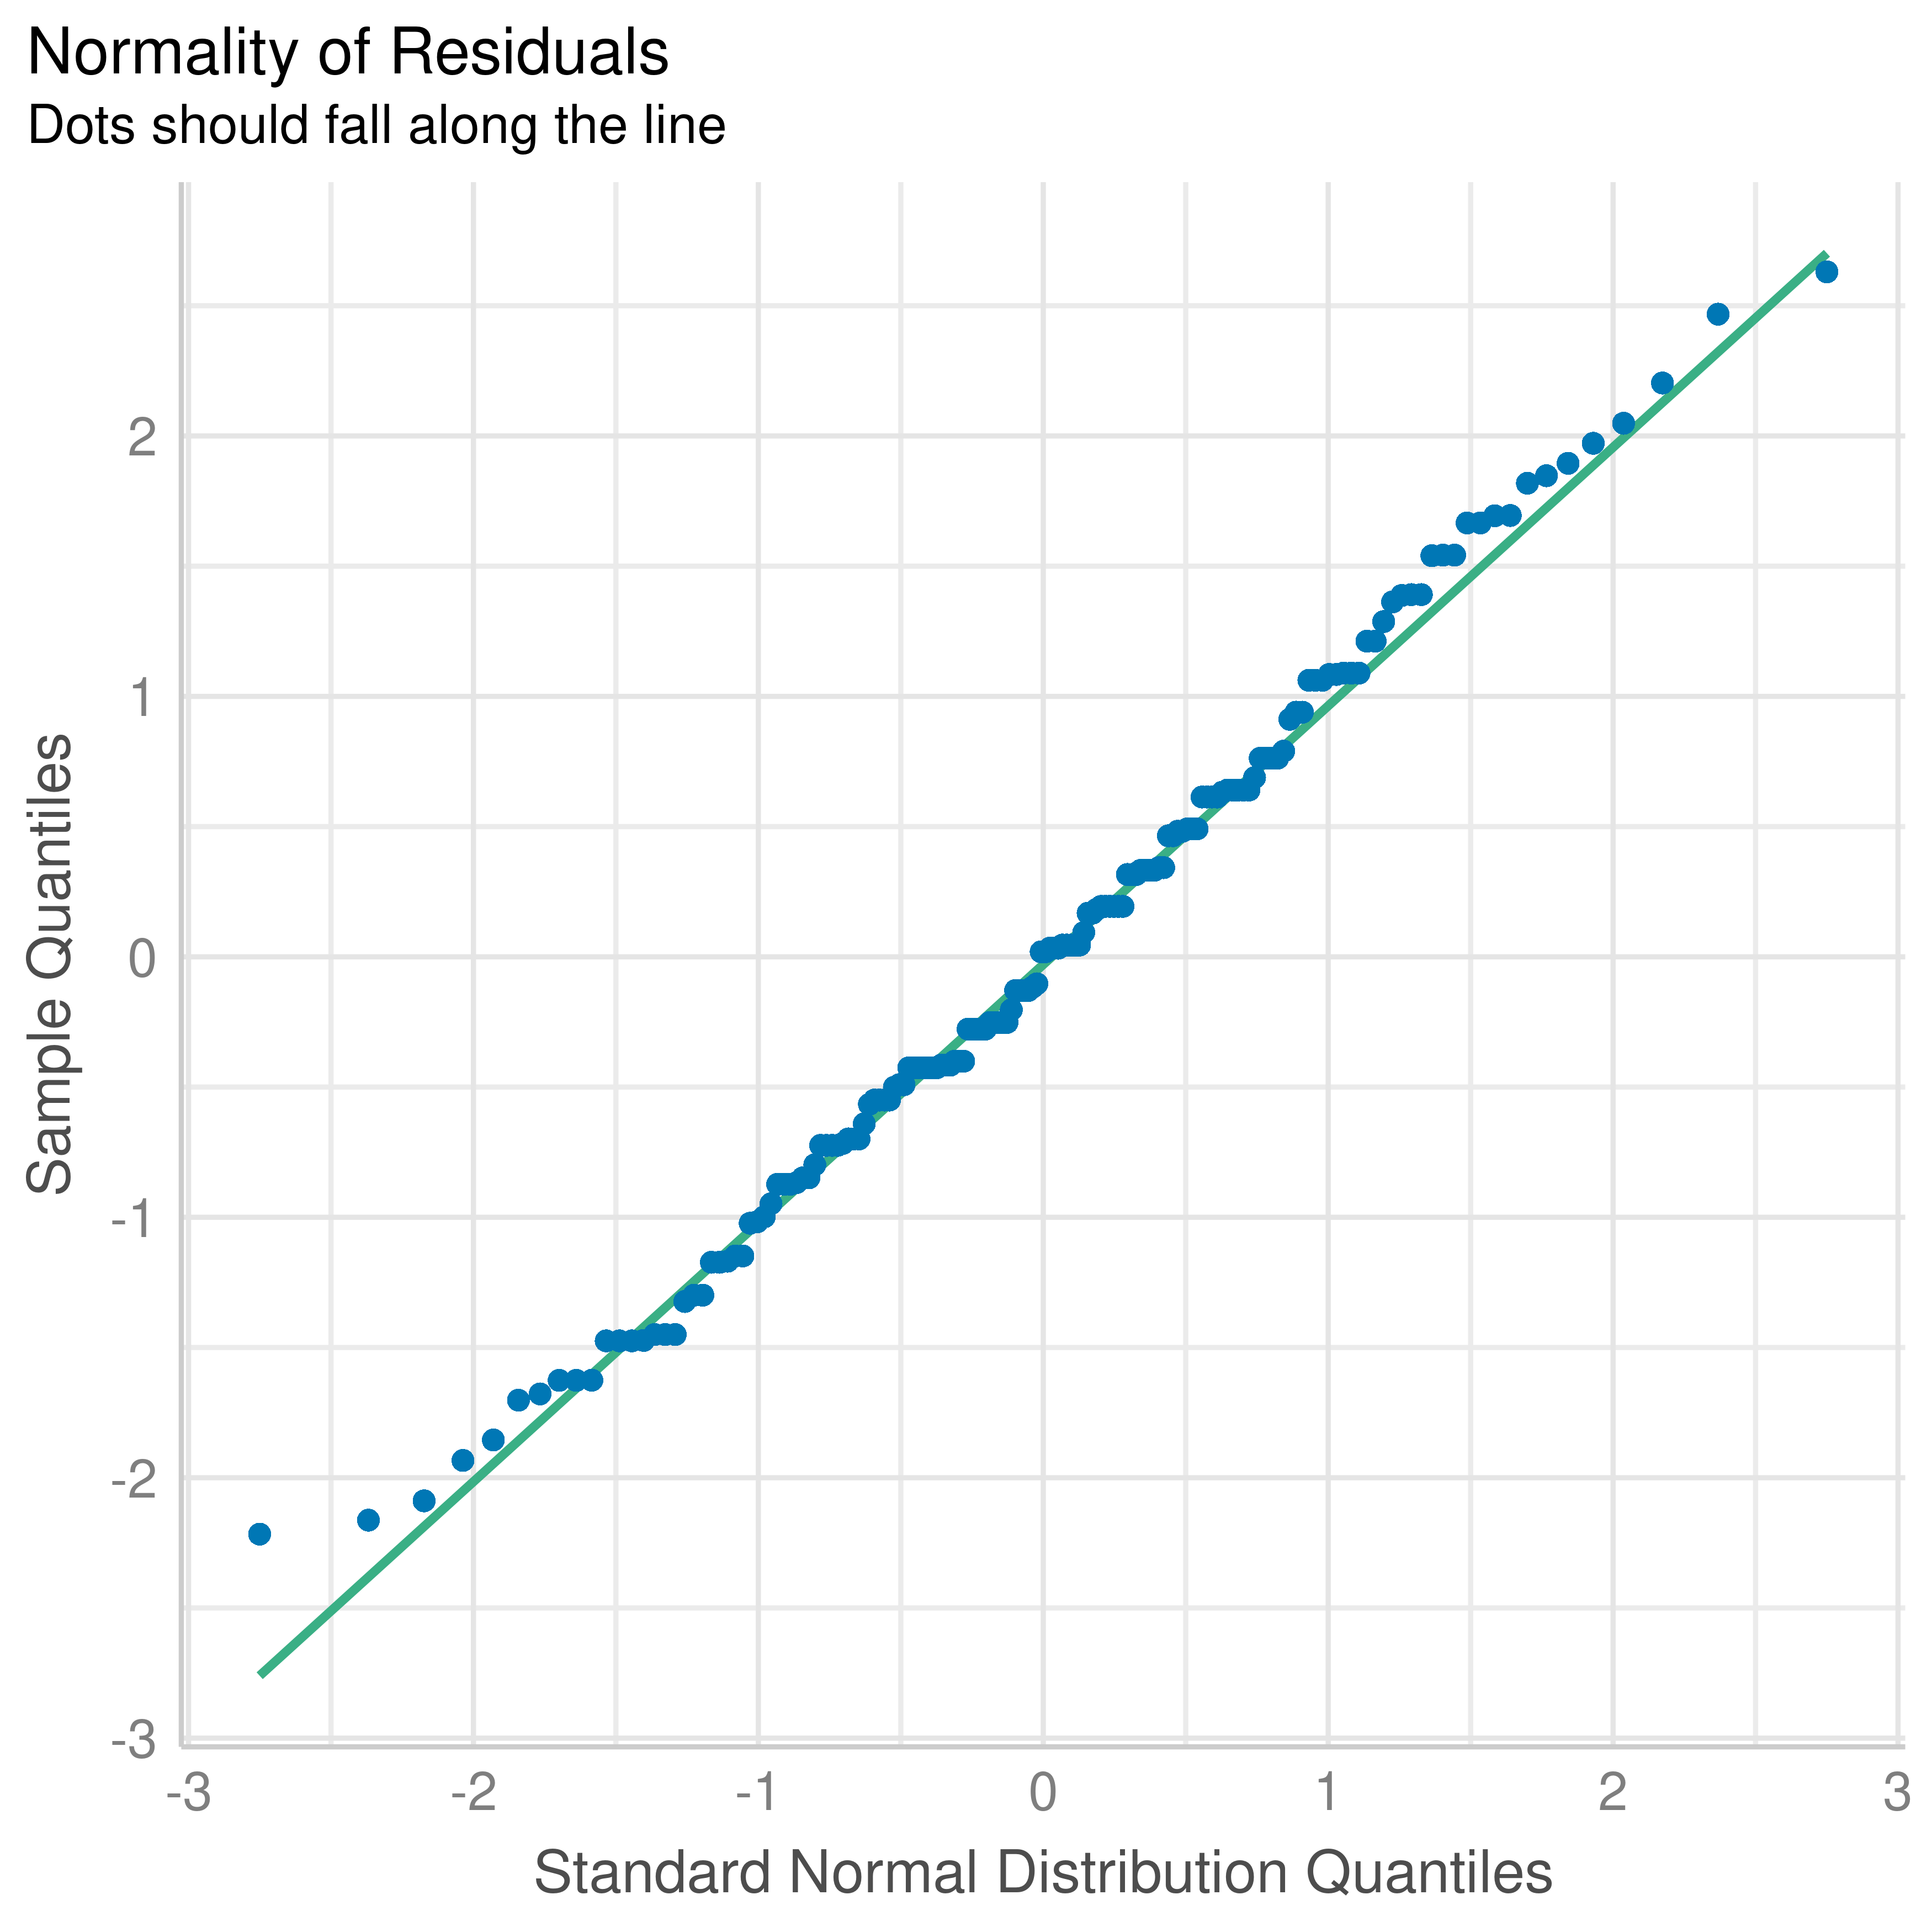 Normality of Residuals
Dots should fall along the line
Sample Quantiles
2
1
0
-1
-2
-3
-3 -2 -1 0 1 2 3
Standard Normal Distribution Quantiles